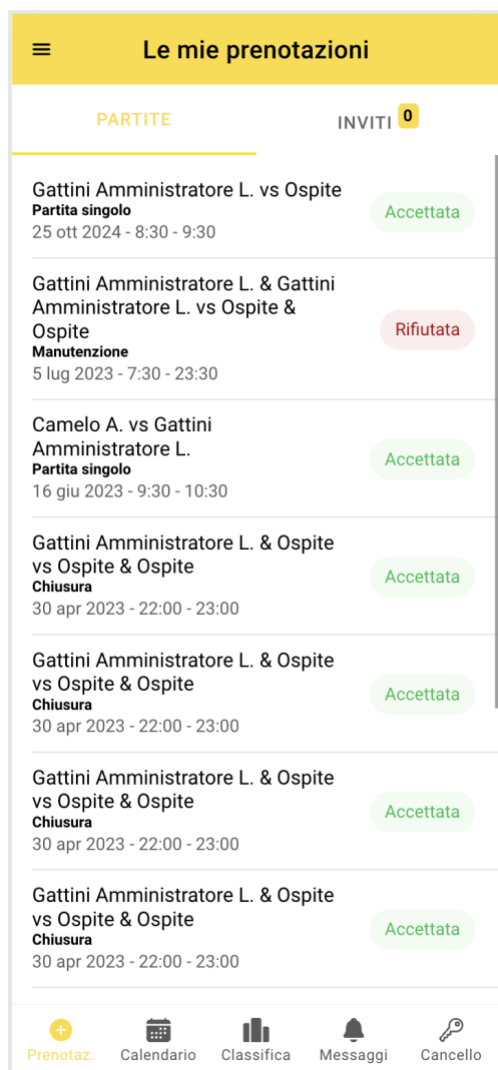 Le mie prenotazioni
PARTITE
INVITI 0
Gattini Amministratore L. vs Ospite
Partita singolo
25 ott 2024 - 8:30 - 9:30
Accettata
Gattini Amministratore L. & Gattini
Amministratore L. vs Ospite &
Ospite
Manutenzione
5 lug 2023 - 7:30 - 23:30
Rifiutata
Camelo A. vs Gattini
Amministratore L.
Partita singolo
16 giu 2023 - 9:30 - 10:30
Accettata
Gattini Amministratore L. & Ospite
vs Ospite & Ospite
Chiusura
30 apr 2023 - 22:00 - 23:00
Accettata
Gattini Amministratore L. & Ospite
vs Ospite & Ospite
Chiusura
30 apr 2023 - 22:00 - 23:00
Accettata
Gattini Amministratore L. & Ospite
vs Ospite & Ospite
Chiusura
30 apr 2023 - 22:00 - 23:00
Accettata
Gattini Amministratore L. & Ospite
vs Ospite & Ospite
Chiusura
30 apr 2023 - 22:00 - 23:00
Accettata
Prenotaz.
Calendario
Classifica
Messaggi
Cancello